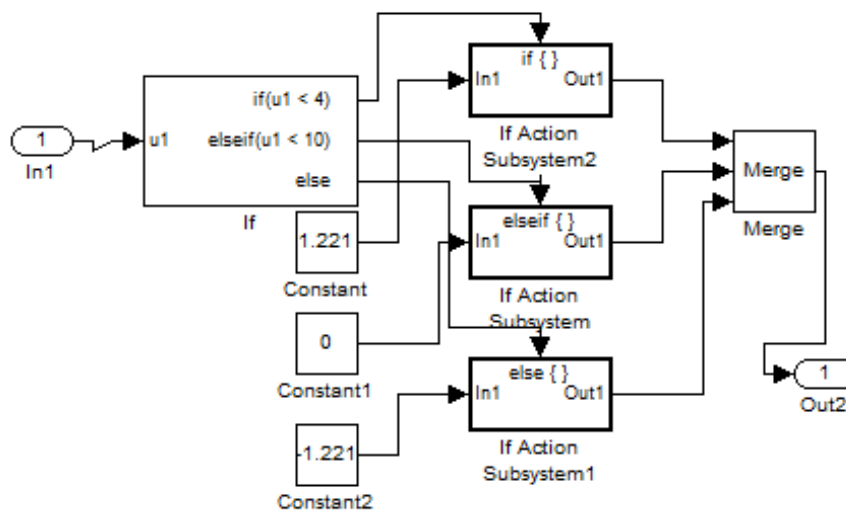 if { }
In1
Out1
If Action
Subsystem2
if(u1 < 4)
u1
elseif(u1 < 10)
else
If
1
In1
1.221
Constant
elseif { }
In1
Out1
If Action
Subsystem
Merge
Merge
0
Constant1
else { }
In1
Out1
If Action
Subsystem1
1
Out2
-1.221
Constant2